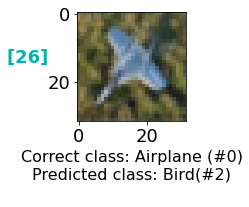 0
[26]
20
0 20
Correct class: Airplane (#0)
Predicted class: Bird(#2)